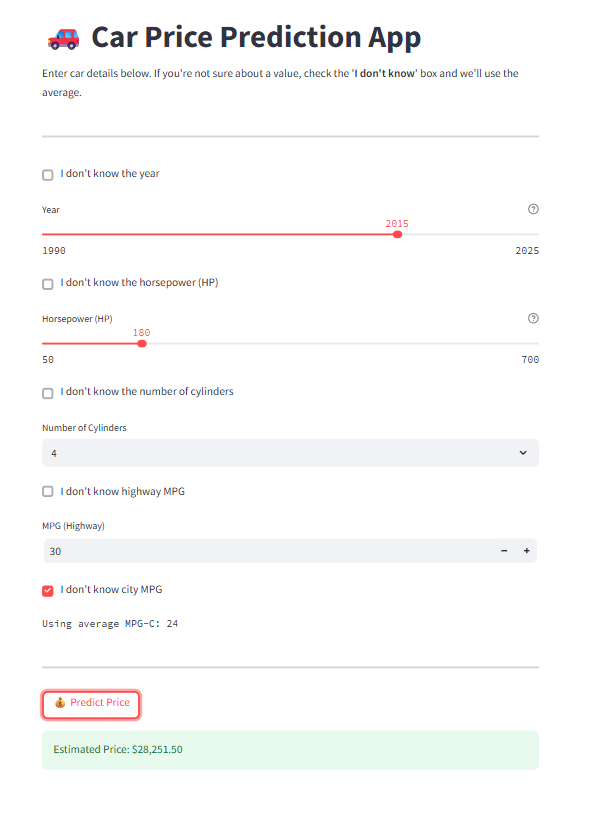 Car Price Prediction App
Enter car details below. If you're not sure about a value, check the 'I don't know' box and we'll use the
average.
I don't know the year
Year
2015
1990 2025
I don't know the horsepower (HP)
Horsepower (HP)
180
50 700
I don't know the number of cylinders
Number of Cylinders
4
I don't know highway MPG
MPG (Highway)
30
I don't know city MPG
Using average MPG-C: 24
Predict Price
Estimated Price: $28,251.50